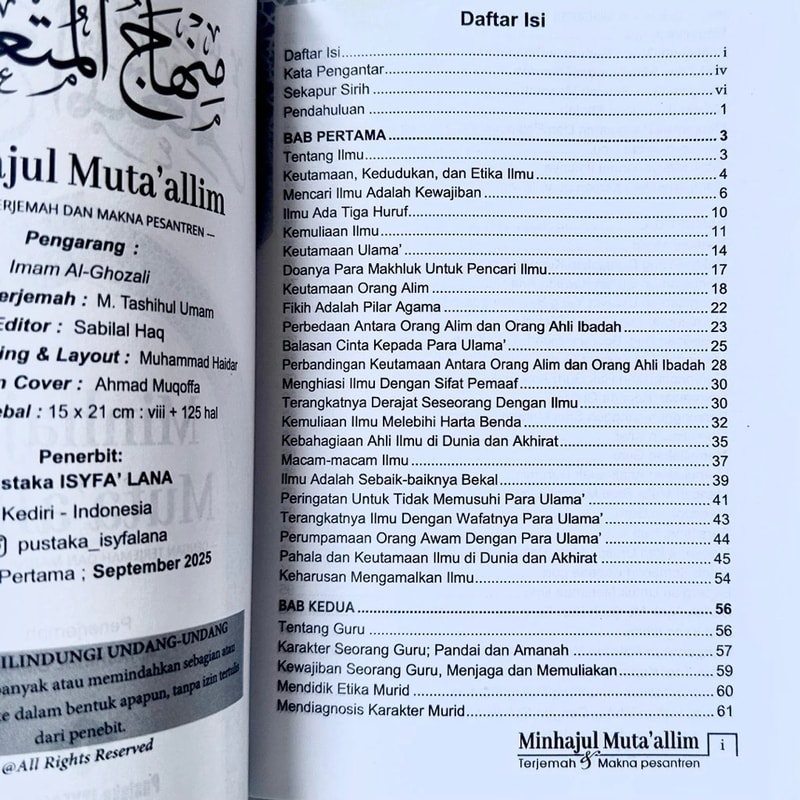 منهاج المتع
ajul Muta'allim
ERJEMAH DAN MAKNA PESANTREN –
Pengarang :
Imam Al-Ghozali
erjemah : M. Tashihul Umam
Editor : Sabilal Haq
ing & Layout : Muhammad Haidar
n Cover : Ahmad Muqoffa
ebal : 15 x 21 cm : viii + 125 hal
Penerbit:
staka ISYFA' LANA
Kediri - Indonesia
pustaka_isyfalana
Pertama ; September 2025
ILINDUNGI UNDANG-UNDANG
banyak atau memindahkan sebagian atau
e dalam bentuk apapun, tanpa izin tertulis
dari penebit.
@All Rights Reserved
Daftar Isi
Daftar Isi i
Kata Pengantar iv
Sekapur Sirih vi
Pendahuluan 1
BAB PERTAMA 3
Tentang Ilmu 3
Keutamaan, Kedudukan, dan Etika Ilmu 4
Mencari Ilmu Adalah Kewajiban 6
Ilmu Ada Tiga Huruf 10
Kemuliaan Ilmu 11
Keutamaan Ulama' 14
Doanya Para Makhluk Untuk Pencari Ilmu 17
Keutamaan Orang Alim 18
Fikih Adalah Pilar Agama 22
Perbedaan Antara Orang Alim dan Orang Ahli Ibadah 23
Balasan Cinta Kepada Para Ulama' 25
Perbandingan Keutamaan Antara Orang Alim dan Orang Ahli Ibadah 28
Menghiasi Ilmu Dengan Sifat Pemaaf 30
Terangkatnya Derajat Seseorang Dengan Ilmu 30
Kemuliaan Ilmu Melebihi Harta Benda 32
Kebahagiaan Ahli Ilmu di Dunia dan Akhirat 35
Macam-macam Ilmu 37
Ilmu Adalah Sebaik-baiknya Bekal 39
Peringatan Untuk Tidak Memusuhi Para Ulama' 41
Terangkatnya Ilmu Dengan Wafatnya Para Ulama' 43
Perumpamaan Orang Awam Dengan Para Ulama' 44
Pahala dan Keutamaan Ilmu di Dunia dan Akhirat 45
Keharusan Mengamalkan Ilmu 54
BAB KEDUA 56
Tentang Guru 56
Karakter Seorang Guru; Pandai dan Amanah 57
Kewajiban Seorang Guru, Menjaga dan Memuliakan 59
Mendidik Etika Murid 60
Mendiagnosis Karakter Murid 61
Minhajul Muta'allim i
Terjemah & Makna pesantren